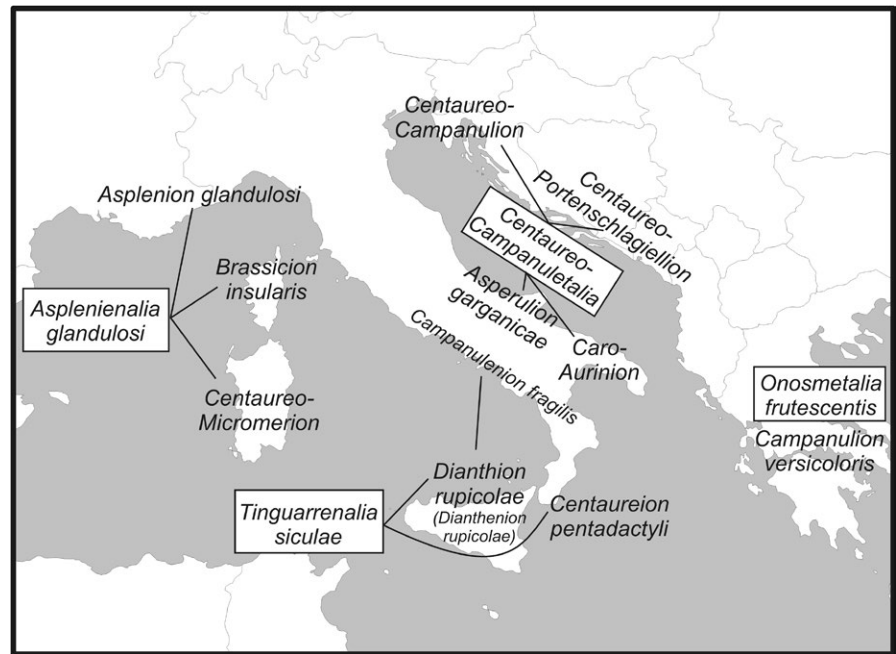 Centaureo-
Campanulion
Centaureo-
Portenschlagiellion
Asplenion glandulosi
Centaureo-
Campanuletalia
Brassicion
insularis
Asplenienalia
glandulosi
Asperulion
garganicae
Campanulenion fragilis
Caro-
Aurinion
Centaureo-
Micromerion
Onosmetalia
frutescentis
Campanulion
versicoloris
Dianthion
rupicolae
(Dianthenion
rupicolae)
Tinguarrenalia
siculae
Centaureion
pentadactyli